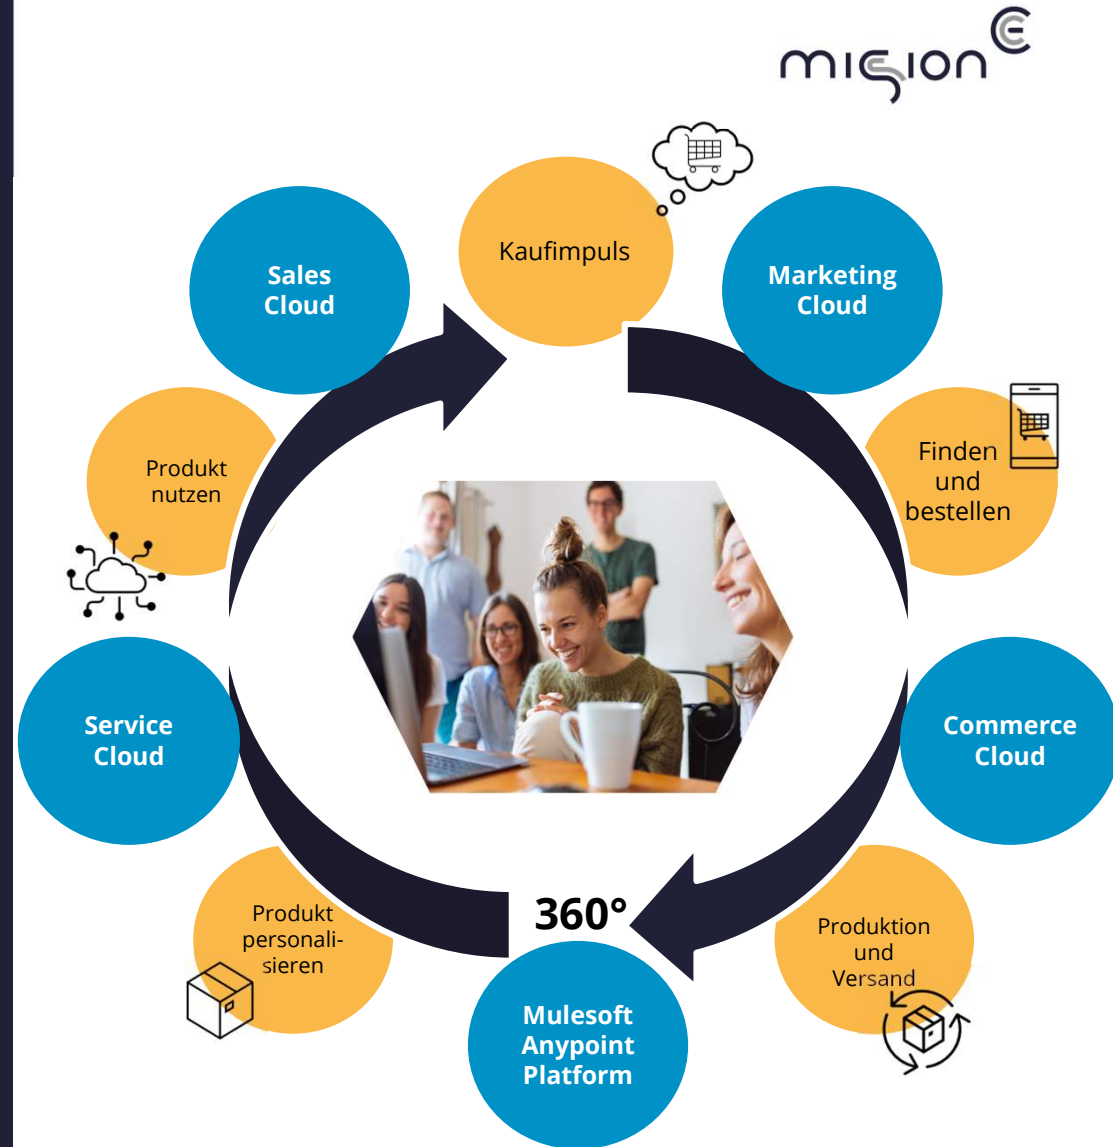 mission
Kaufimpuls
Sales
Cloud
Marketing
Cloud
Produkt
nutzen
Finden
und
bestellen
Service
Cloud
Commerce
Cloud
360°
Produkt
personali-
sieren
Produktion
und
Versand
Mulesoft
Anypoint
Platform